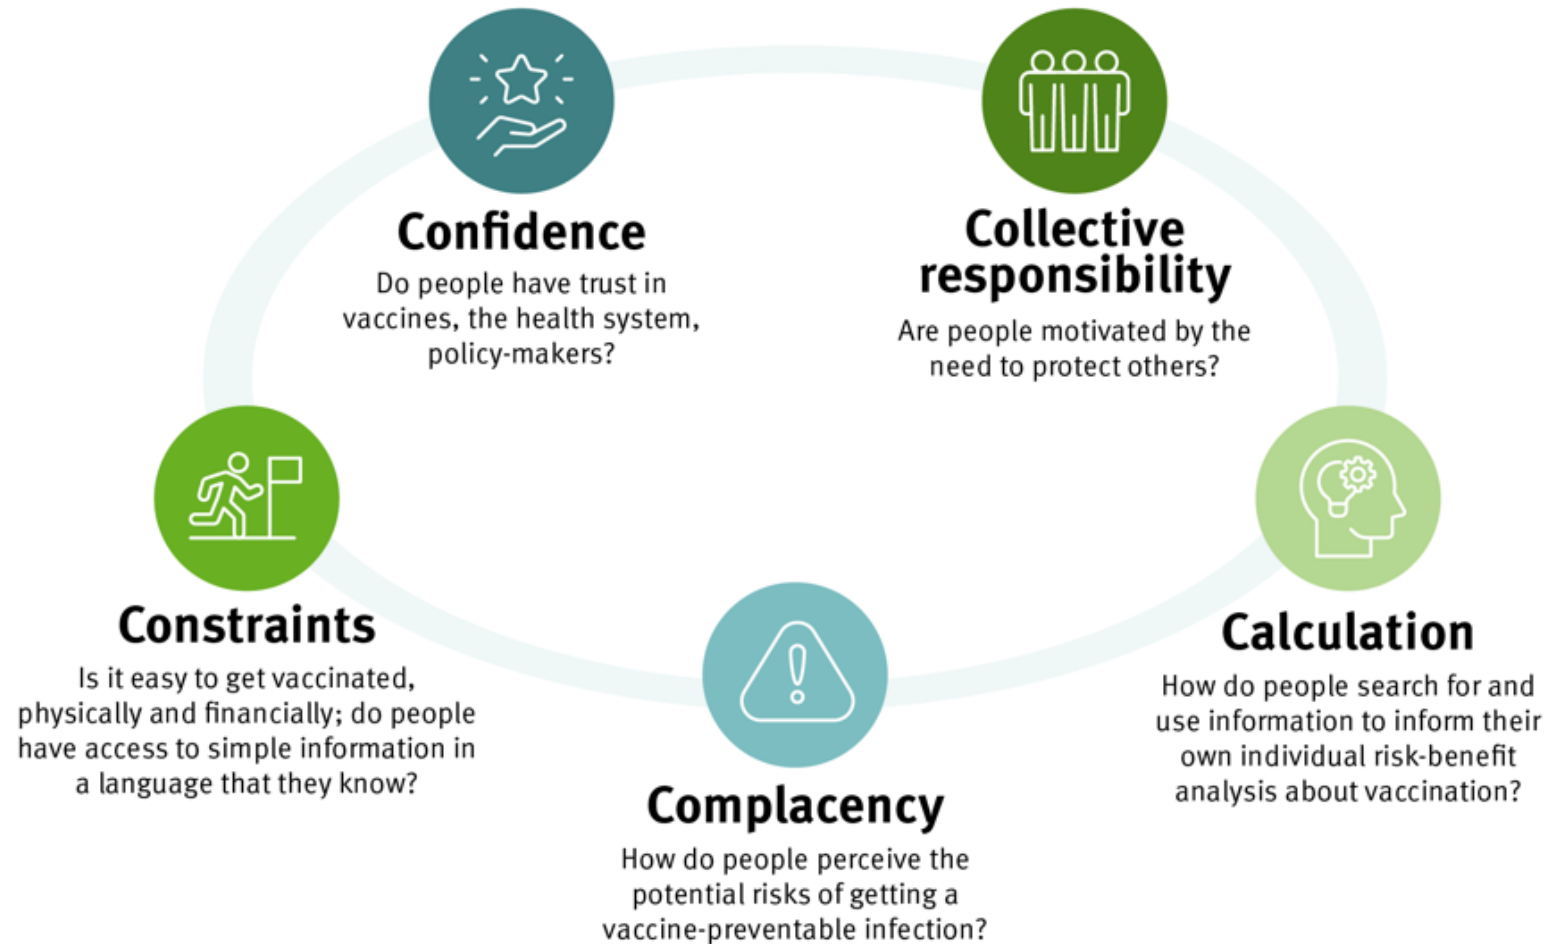 Confidence
Do people have trust in
vaccines, the health system,
policy-makers?
Collective
responsibility
Are people motivated by the
need to protect others?
Constraints
Is it easy to get vaccinated,
physically and financially; do people
have access to simple information in
a language that they know?
Complacency
How do people perceive the
potential risks of getting a
vaccine-preventable infection?
Calculation
How do people search for and
use information to inform their
own individual risk-benefit
analysis about vaccination?